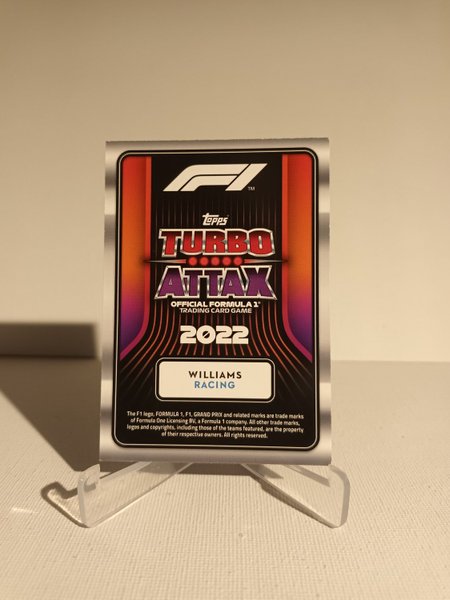 F1 TM
Topps
TURBO
ATTAX
OFFICIAL FORMULA 1®
TRADING CARD GAME
2022
WILLIAMS
RACING
The F1 logo, FORMULA 1, F1, GRAND PRIX and related marks are trade marks
of Formula One Licensing BV, a Formula 1 company. All other trade marks,
logos and copyrights, including those of the teams featured, are the property
of their respective owners. All rights reserved.